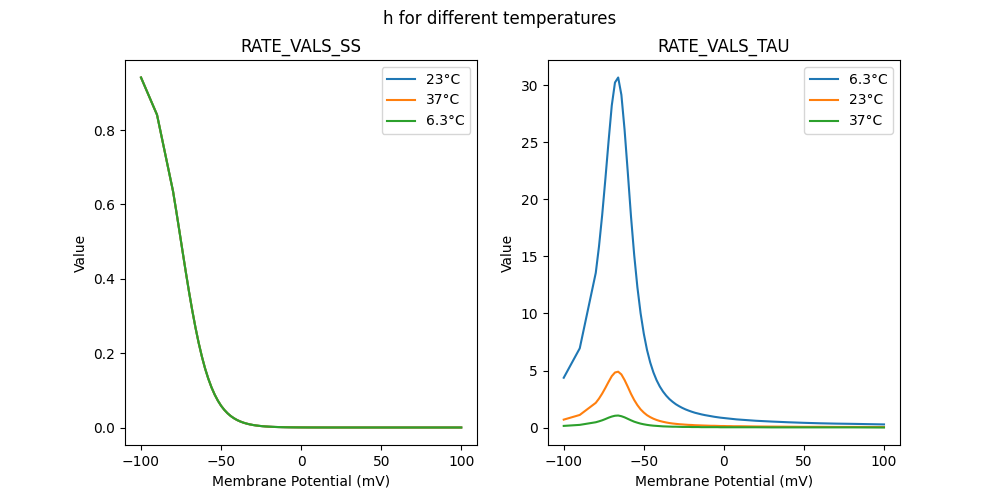 h for different temperatures
RATE_VALS_SS
23°C
37°C
6.3°C
Value
0.8
0.6
0.4
0.2
0.0
−100
−50
0
50
100
Membrane Potential (mV)
RATE_VALS_TAU
6.3°C
23°C
37°C
Value
30
25
20
15
10
5
0
−100
−50
0
50
100
Membrane Potential (mV)